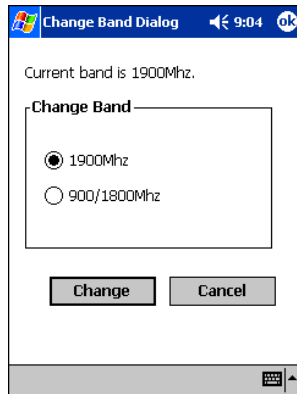 Change Band Dialog 9:04 ok
Current band is 1900Mhz.
Change Band
1900Mhz
900/1800Mhz
Change Cancel